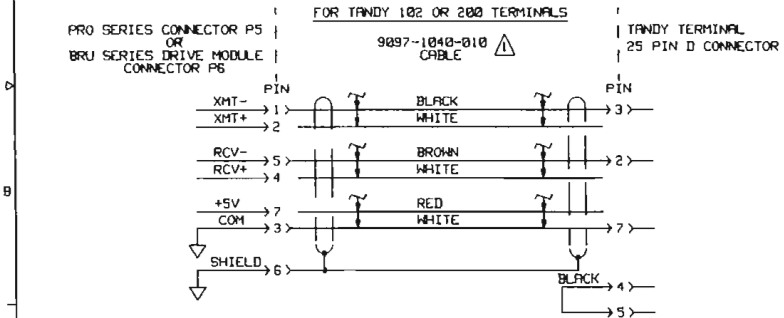 FOR TANDY 102 OR 200 TERMINALS
PRO SERIES CONNECTOR P5
OR
BRU SERIES DRIVE MODULE
CONNECTOR P6
9097-1040-010
CABLE
1
TANDY TERMINAL
25 PIN D CONNECTOR
PIN
PIN
XMT- 1 BLACK 3
XMT+ 2 WHITE
RCV- 5 BROWN 2
RCV+ 4 WHITE
+5V 7 RED
COM 3 WHITE 7
SHIELD 6
BLACK 4
5
B